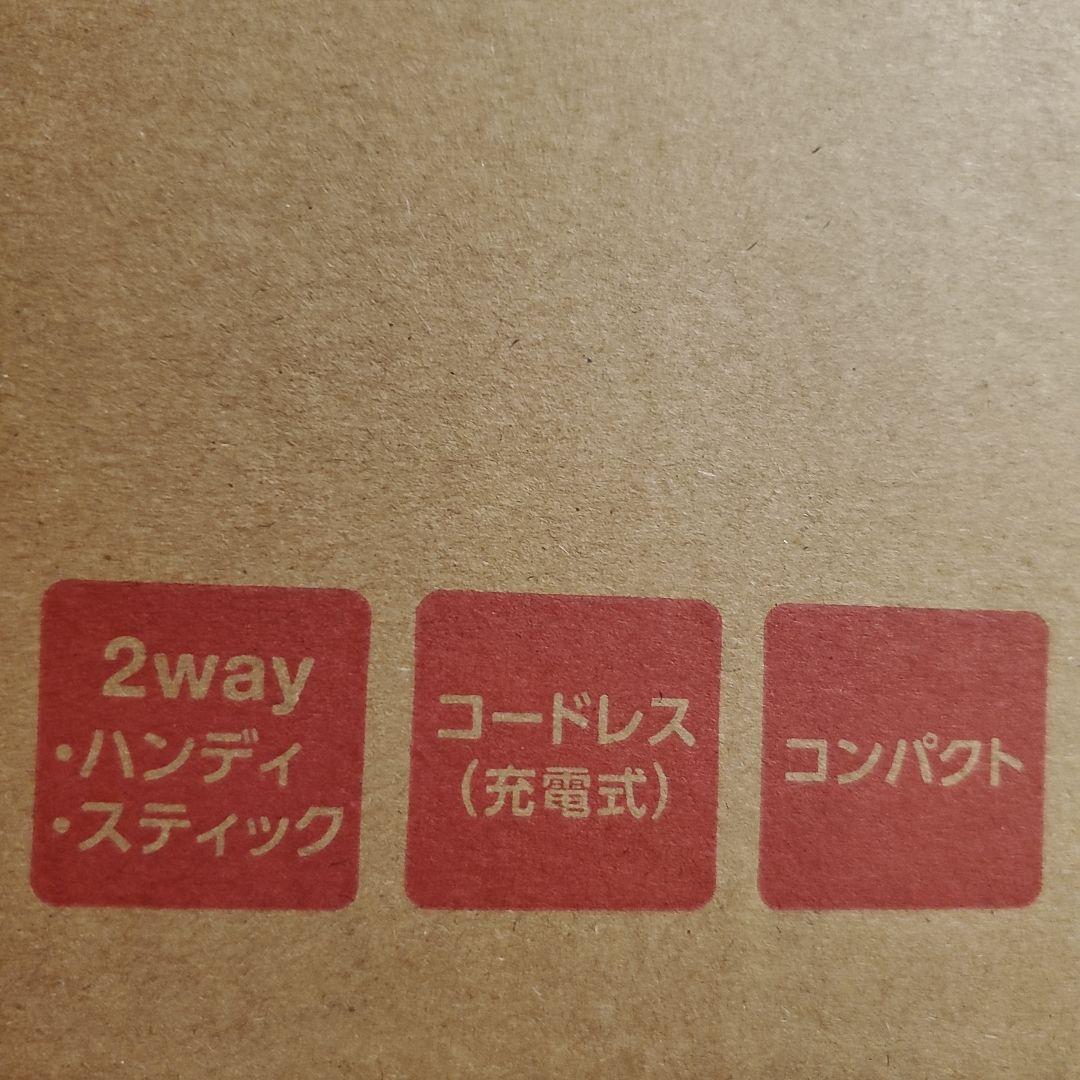 2way
・ハンディ
・スティック
コードレス
(充電式)
コンパクト